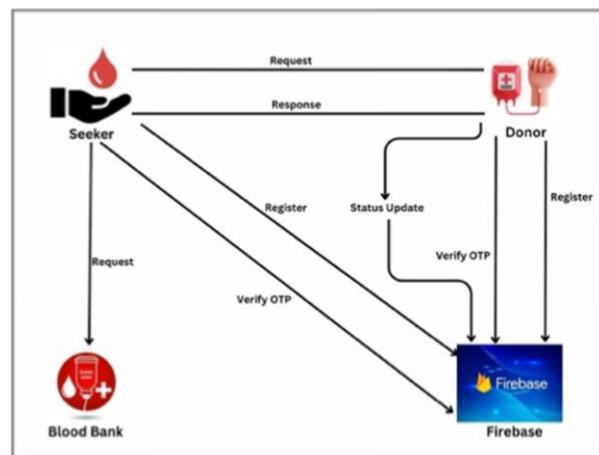 Request
Response
Seeker
Donor
Register
Status Update
Register
Verify OTP
Request
Verify OTP
Firebase
Blood Bank
Firebase